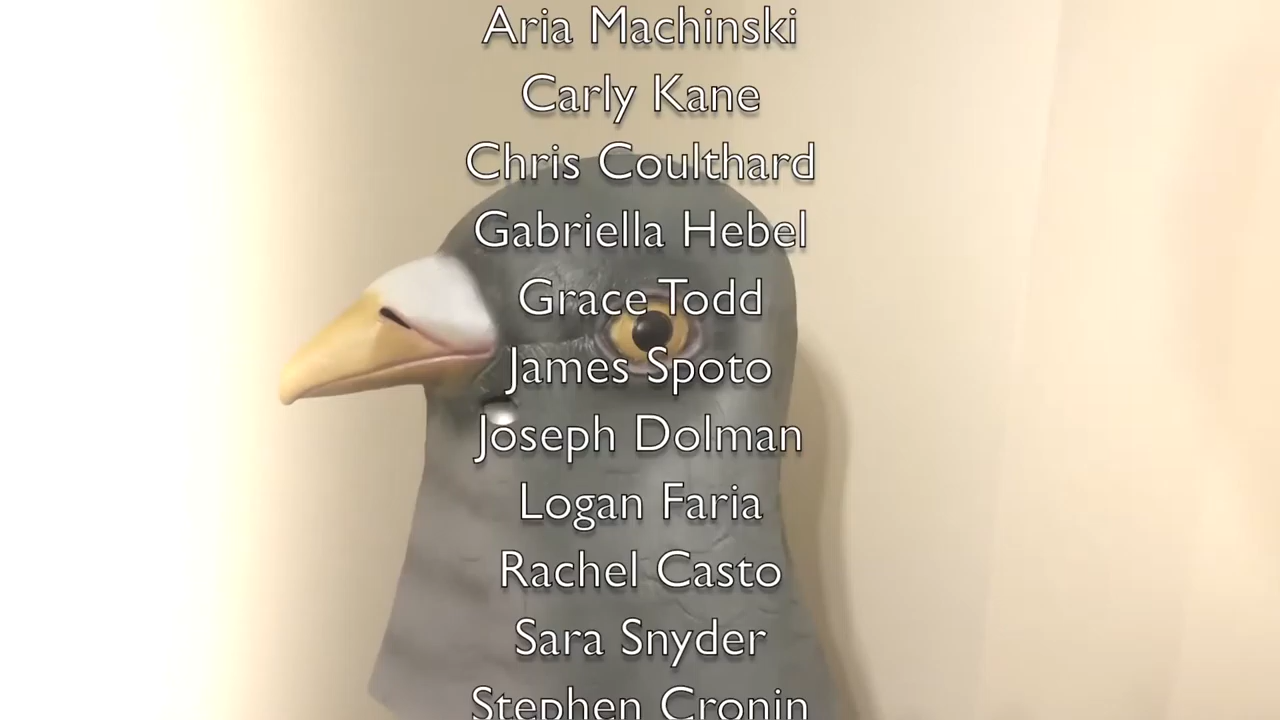 Aria Machinski
Carly Kane
Chris Coulthard
Gabriella Hebel
Grace Todd
James Spoto
Joseph Dolman
Logan Faria
Rachel Casto
Sara Snyder
Stephen Cronin